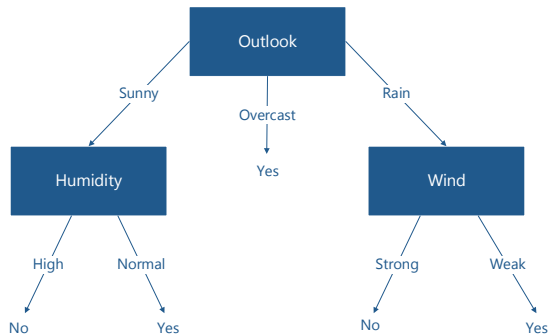 Outlook
Sunny
Rain
Overcast
Yes
Humidity
Wind
High
Normal
Strong
Weak
No
Yes
No
Yes